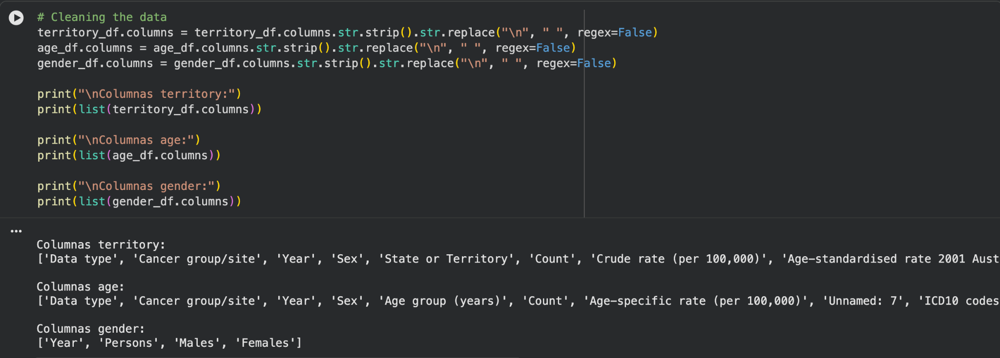 # Cleaning the data
territory_df.columns = territory_df.columns.str.strip().str.replace("\n", " ", regex=False)
age_df.columns = age_df.columns.str.strip().str.replace("\n", " ", regex=False)
gender_df.columns = gender_df.columns.str.strip().str.replace("\n", " ", regex=False)
print("\nColumnas territory:")
print(list(territory_df.columns))
print("\nColumnas age:")
print(list(age_df.columns))
print("\nColumnas gender:")
print(list(gender_df.columns))
Columnas territory:
['Data type', 'Cancer group/site', 'Year', 'Sex', 'State or Territory', 'Count', 'Crude rate (per 100,000)', 'Age-standardised rate 2001 Aust
Columnas age:
['Data type', 'Cancer group/site', 'Year', 'Sex', 'Age group (years)', 'Count', 'Age-specific rate (per 100,000)', 'Unnamed: 7', 'ICD10 codes
Columnas gender:
['Year', 'Persons', 'Males', 'Females']